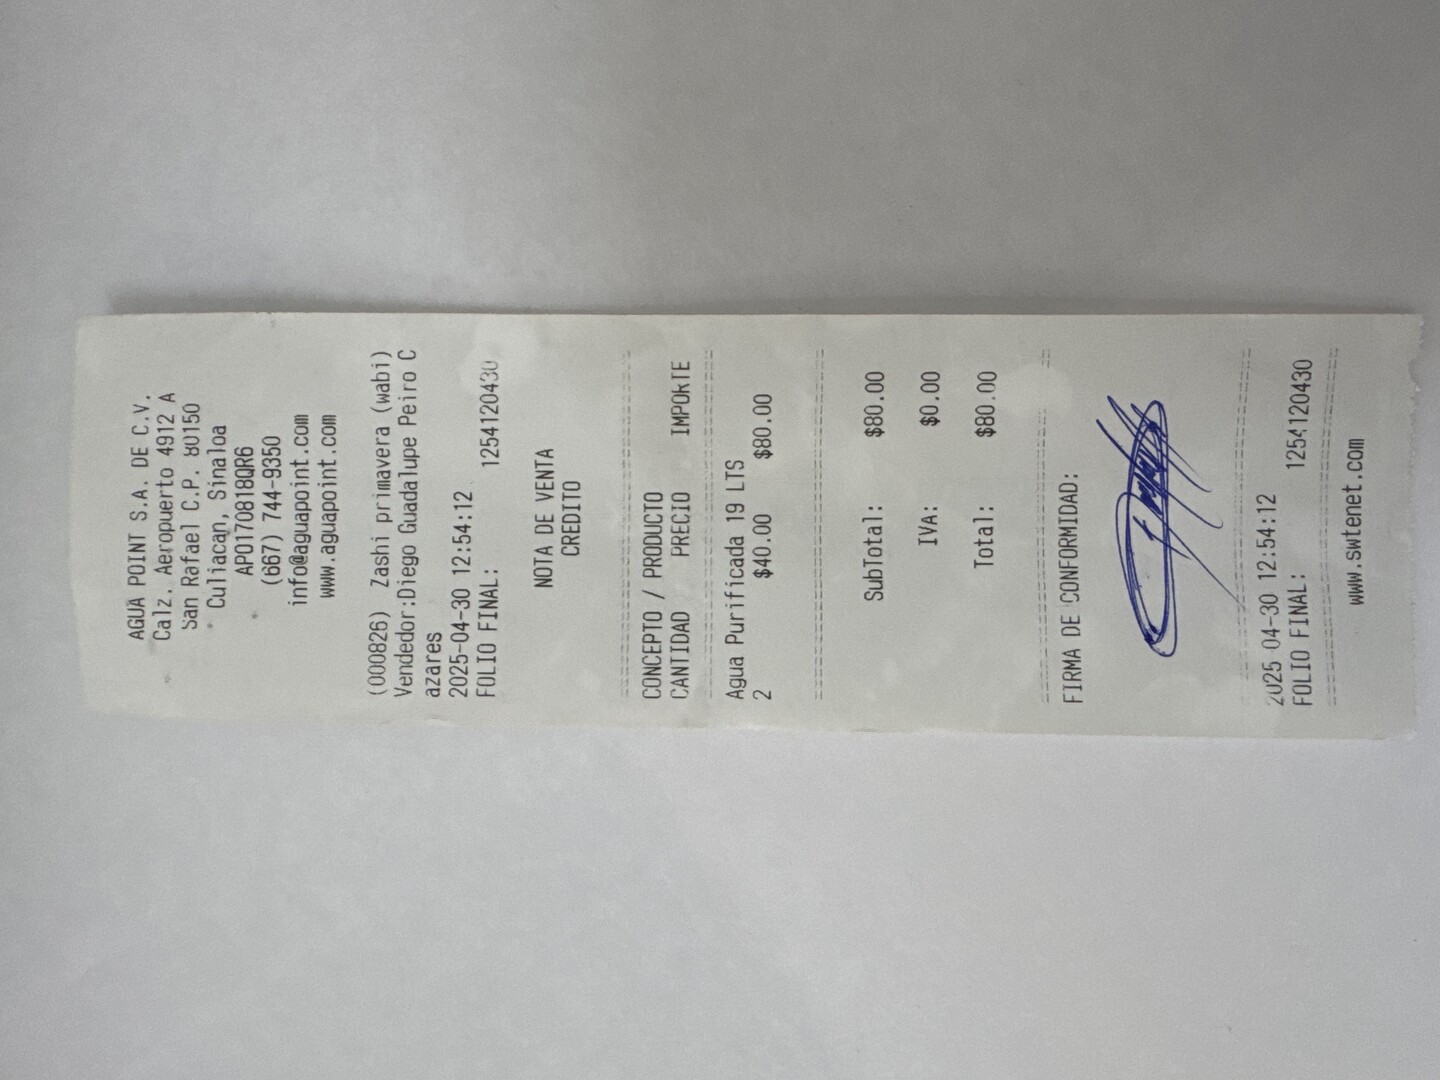 AGUA POINT S.A. DE C.V.
Calz. Aeropuerto 4912 A
San Rafael C.P. 80150
Culiacan, Sinaloa
APO170818QR6
(667) 744-9350
info@aguapoint.com
www.aguapoint.com
(000826) Zashi primavera (wabi)
Vendedor:Diego Guadalupe Peiro C
azares
2025-04-30 12:54:12
FOLIO FINAL: 1254120430
NOTA DE VENTA
CREDITO
CONCEPTO / PRODUCTO
CANTIDAD PRECIO IMPORTE
Agua Purificada 19 LTS
2 $40.00 $80.00
SubTotal: $80.00
IVA: $0.00
Total: $80.00
FIRMA DE CONFORMIDAD:
2025 04-30 12:54:12
FOLIO FINAL: 1254120430
www.swtenet.com